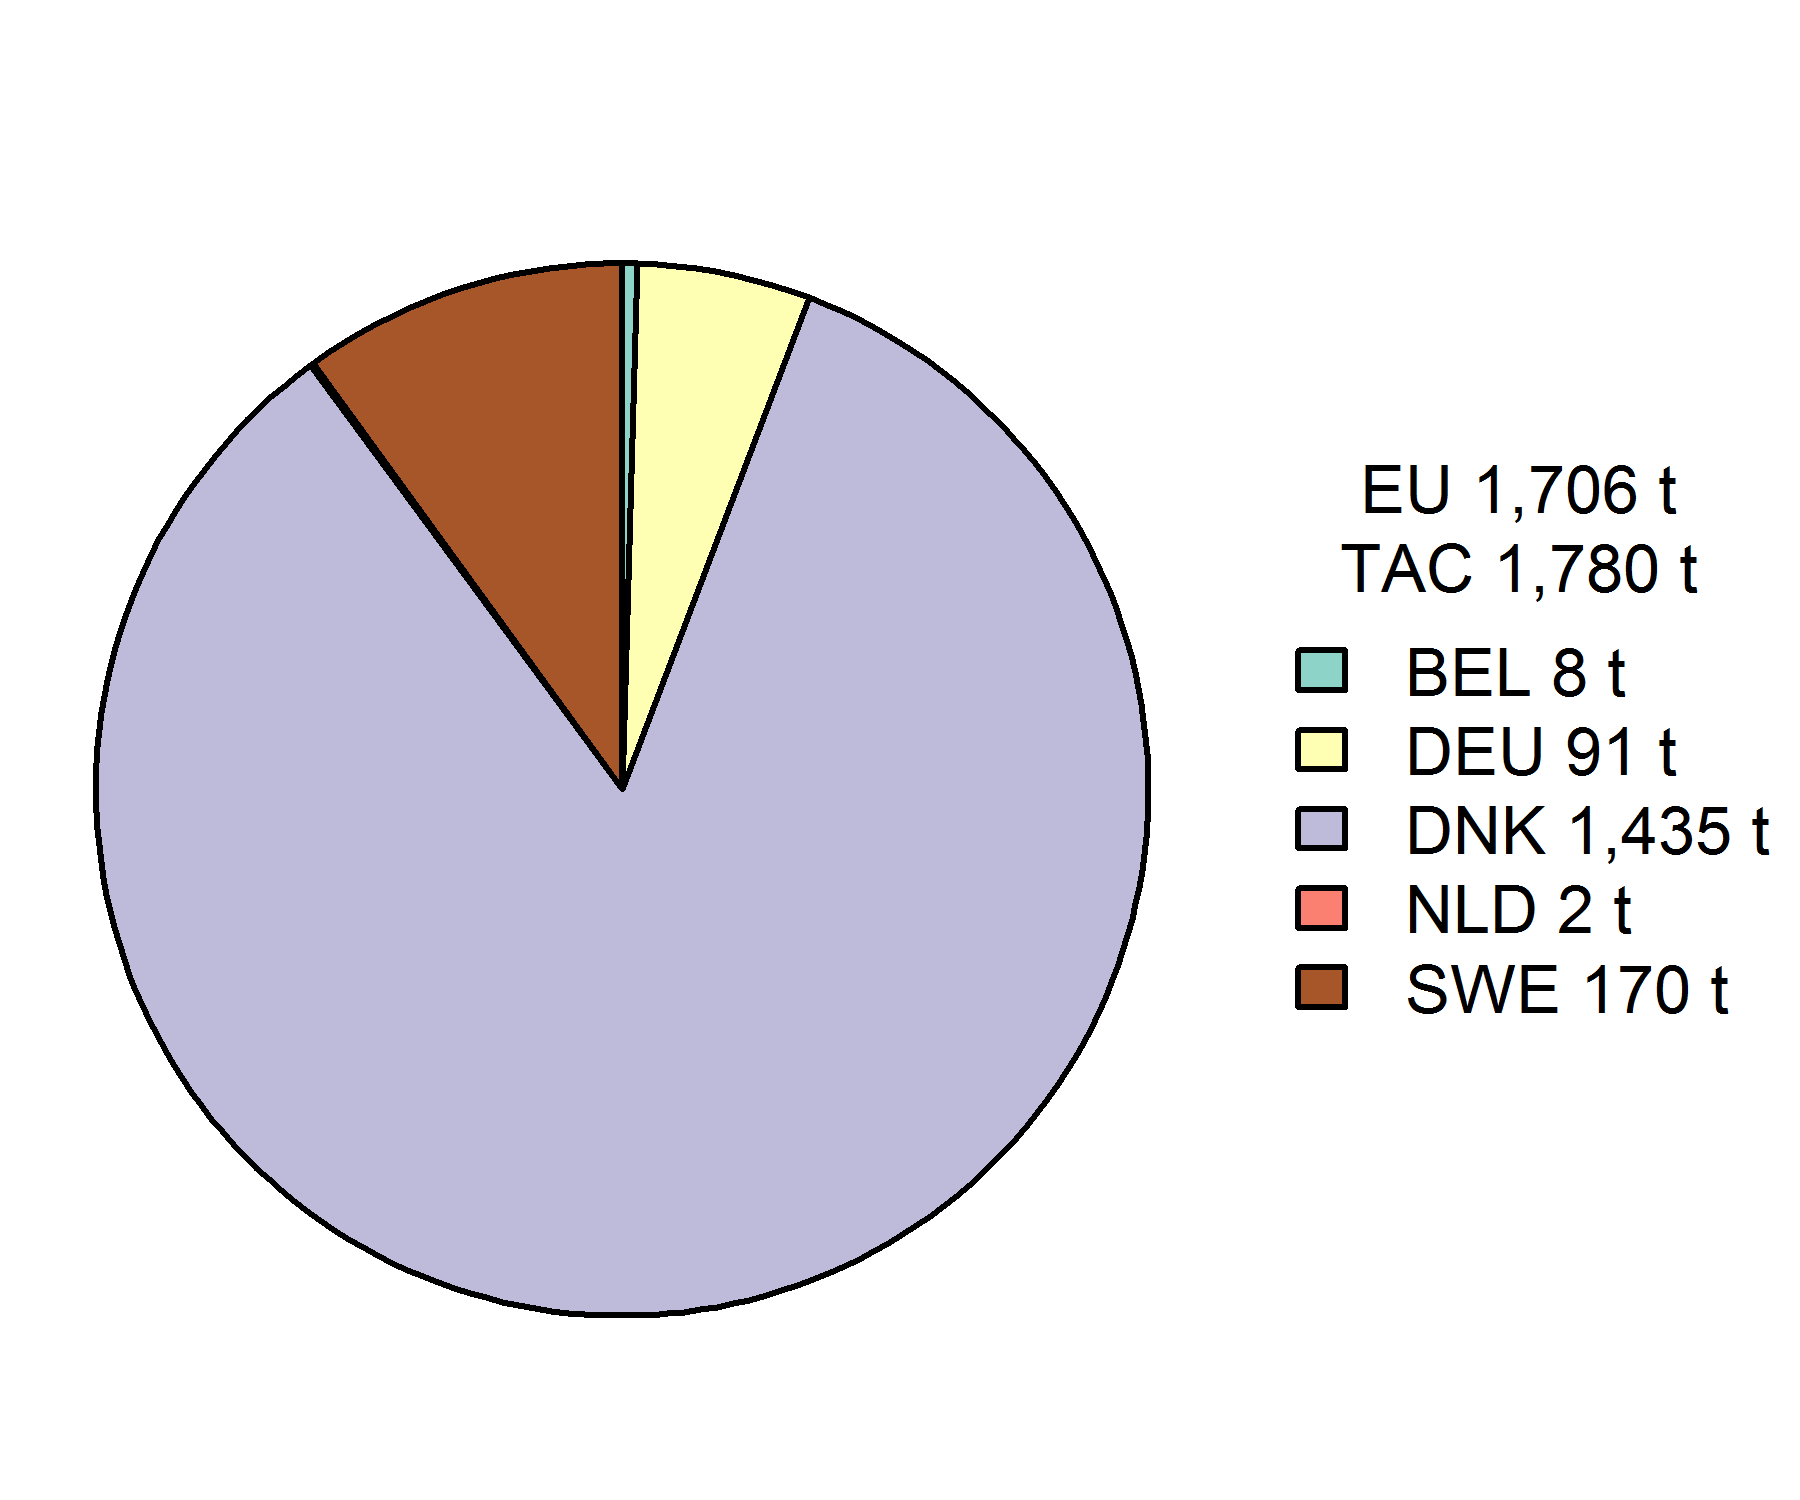 EU 1,706 t
TAC 1,780 t
BEL 8 t
DEU 91 t
DNK 1,435 t
NLD 2 t
SWE 170 t